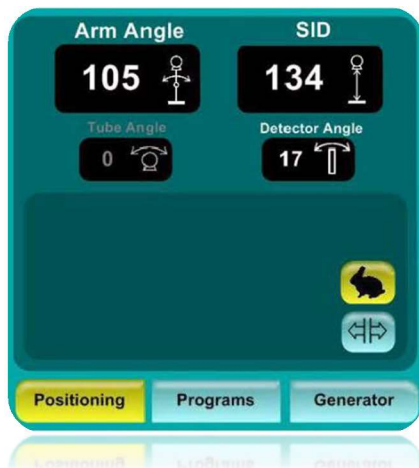 Arm Angle SID
105 134
Tube Angle Detector Angle
0 17
Positioning Programs Generator